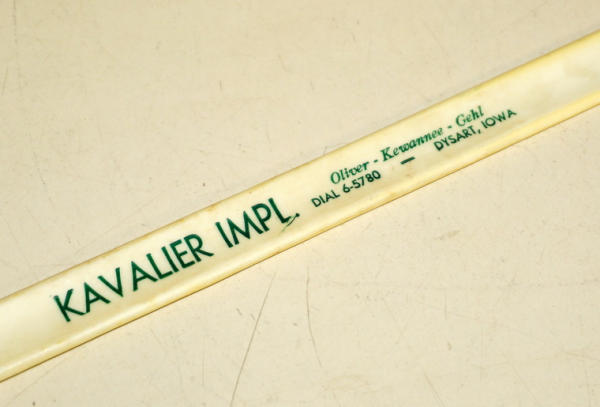 KAVALIER IMPL.
Oliver - Kewannee - Gehl
DIAL 6-5780 — DYSART, IOWA